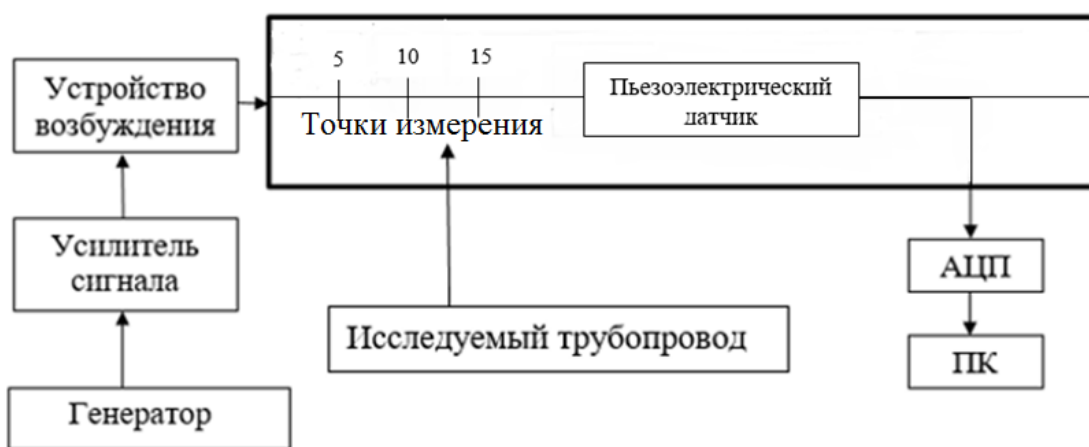 5 10 15
Устройство
возбуждения
Пьезоэлектрический
датчик
Точки измерения
Усилитель
сигнала
АЦП
Исследуемый трубопровод
ПК
Генератор